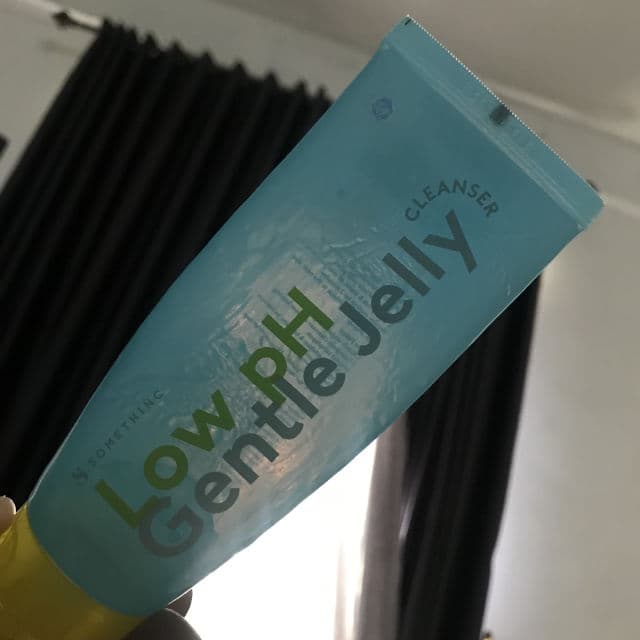 SOMETHINC
Low pH
Gentle Jelly
CLEANSER